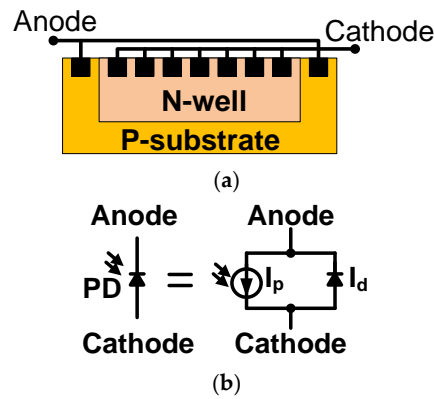 Anode
Cathode
N-well
P-substrate
(a)
Anode Anode
PD = Ip Id
Cathode Cathode
(b)